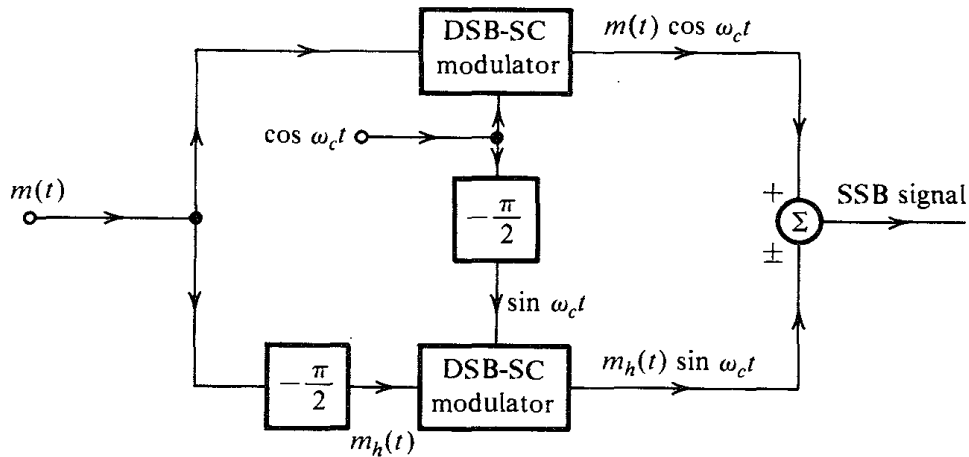 DSB-SC
modulator
m(t) cos ω_c t
cos ω_c t
m(t)
−π/2
+
SSB signal
Σ
±
sin ω_c t
−π/2
DSB-SC
modulator
m_h(t) sin ω_c t
m_h(t)